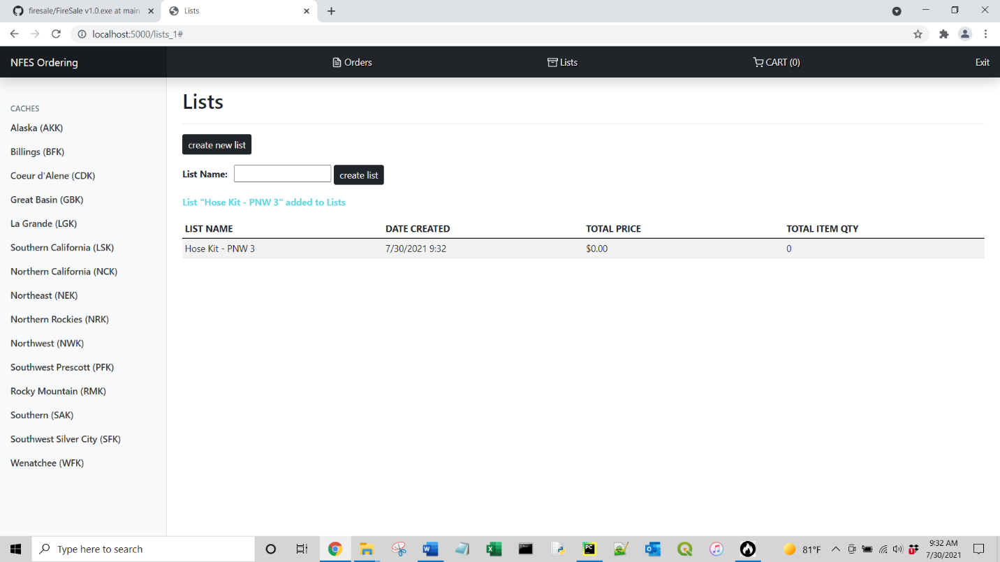 firesale/FireSale v1.0.exe at main
Lists
localhost:5000/lists_1#
NFES Ordering
Orders
Lists
CART (0)
Exit
CACHES
Alaska (AKK)
Billings (BFK)
Coeur d'Alene (CDK)
Great Basin (GBK)
La Grande (LGK)
Southern California (LSK)
Northern California (NCK)
Northeast (NEK)
Northern Rockies (NRK)
Northwest (NWK)
Southwest Prescott (PFK)
Rocky Mountain (RMK)
Southern (SAK)
Southwest Silver City (SFK)
Wenatchee (WFK)
Lists
create new list
List Name: create list
List "Hose Kit - PNW 3" added to Lists
LIST NAME DATE CREATED TOTAL PRICE TOTAL ITEM QTY
Hose Kit - PNW 3 7/30/2021 9:32 $0.00 0
Type here to search
81°F
9:32 AM
7/30/2021